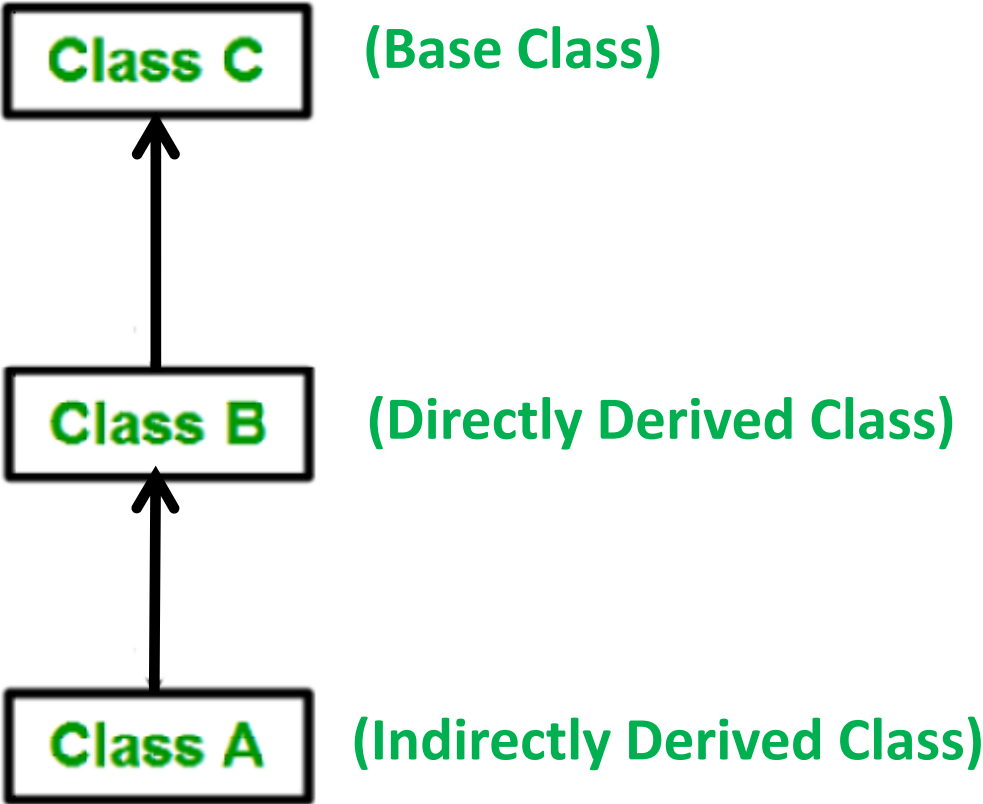 Class C (Base Class)
Class B (Directly Derived Class)
Class A (Indirectly Derived Class)